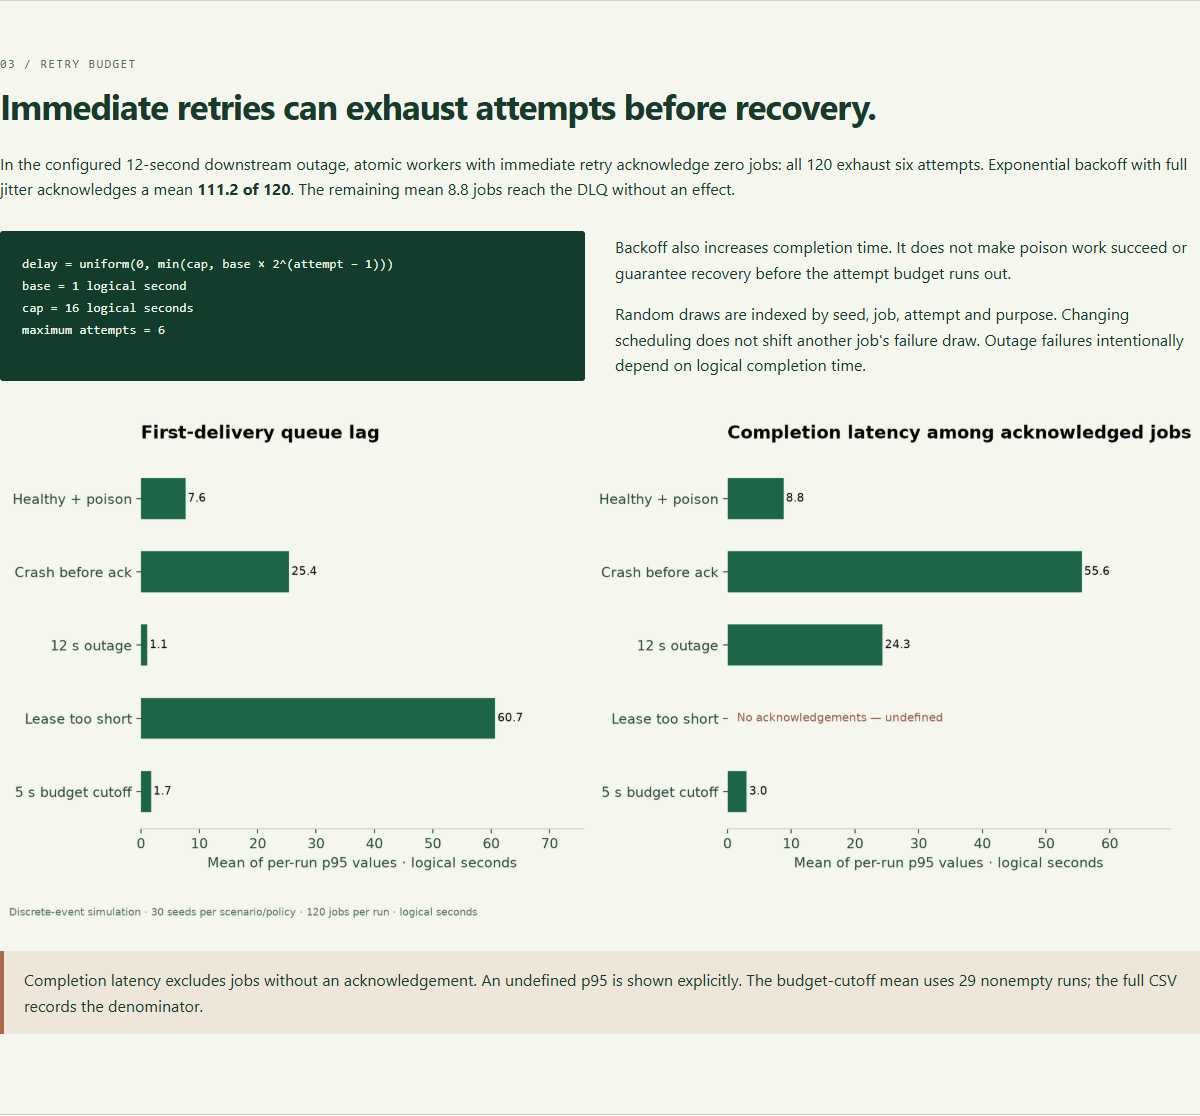 03 / RETRY BUDGET
Immediate retries can exhaust attempts before recovery.
In the configured 12-second downstream outage, atomic workers with immediate retry acknowledge zero jobs: all 120 exhaust six attempts. Exponential backoff with full
jitter acknowledges a mean 111.2 of 120. The remaining mean 8.8 jobs reach the DLQ without an effect.
delay = uniform(0, min(cap, base × 2^(attempt − 1)))
base = 1 logical second
cap = 16 logical seconds
maximum attempts = 6
Backoff also increases completion time. It does not make poison work succeed or
guarantee recovery before the attempt budget runs out.
Random draws are indexed by seed, job, attempt and purpose. Changing
scheduling does not shift another job's failure draw. Outage failures intentionally
depend on logical completion time.
First-delivery queue lag
Healthy + poison 7.6
Crash before ack 25.4
12 s outage 1.1
Lease too short 60.7
5 s budget cutoff 1.7
0 10 20 30 40 50 60 70
Mean of per-run p95 values · logical seconds
Completion latency among acknowledged jobs
Healthy + poison 8.8
Crash before ack 55.6
12 s outage 24.3
Lease too short No acknowledgements — undefined
5 s budget cutoff 3.0
0 10 20 30 40 50 60
Mean of per-run p95 values · logical seconds
Discrete-event simulation · 30 seeds per scenario/policy · 120 jobs per run · logical seconds
Completion latency excludes jobs without an acknowledgement. An undefined p95 is shown explicitly. The budget-cutoff mean uses 29 nonempty runs; the full CSV
records the denominator.